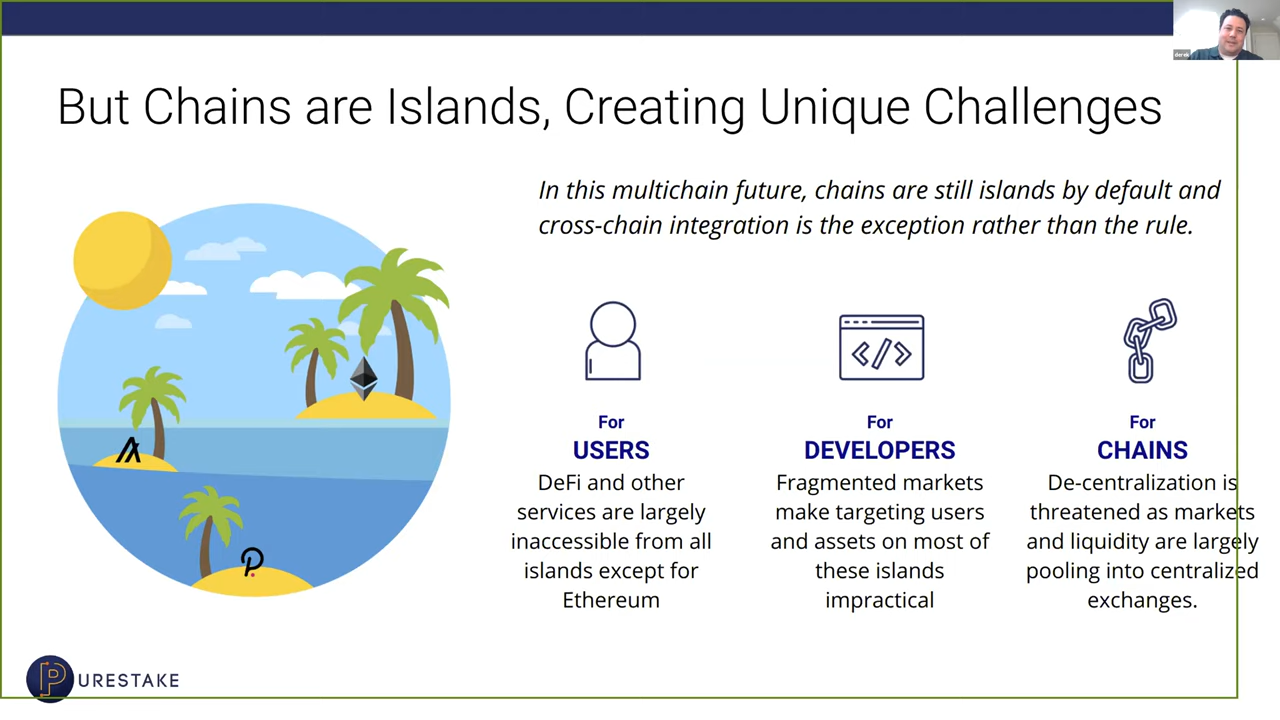 derek
But Chains are Islands, Creating Unique Challenges
In this multichain future, chains are still islands by default and
cross-chain integration is the exception rather than the rule.
For
USERS
DeFi and other
services are largely
inaccessible from all
islands except for
Ethereum
For
DEVELOPERS
Fragmented markets
make targeting users
and assets on most of
these islands
impractical
For
CHAINS
De-centralization is
threatened as markets
and liquidity are largely
pooling into centralized
exchanges.
PURESTAKE